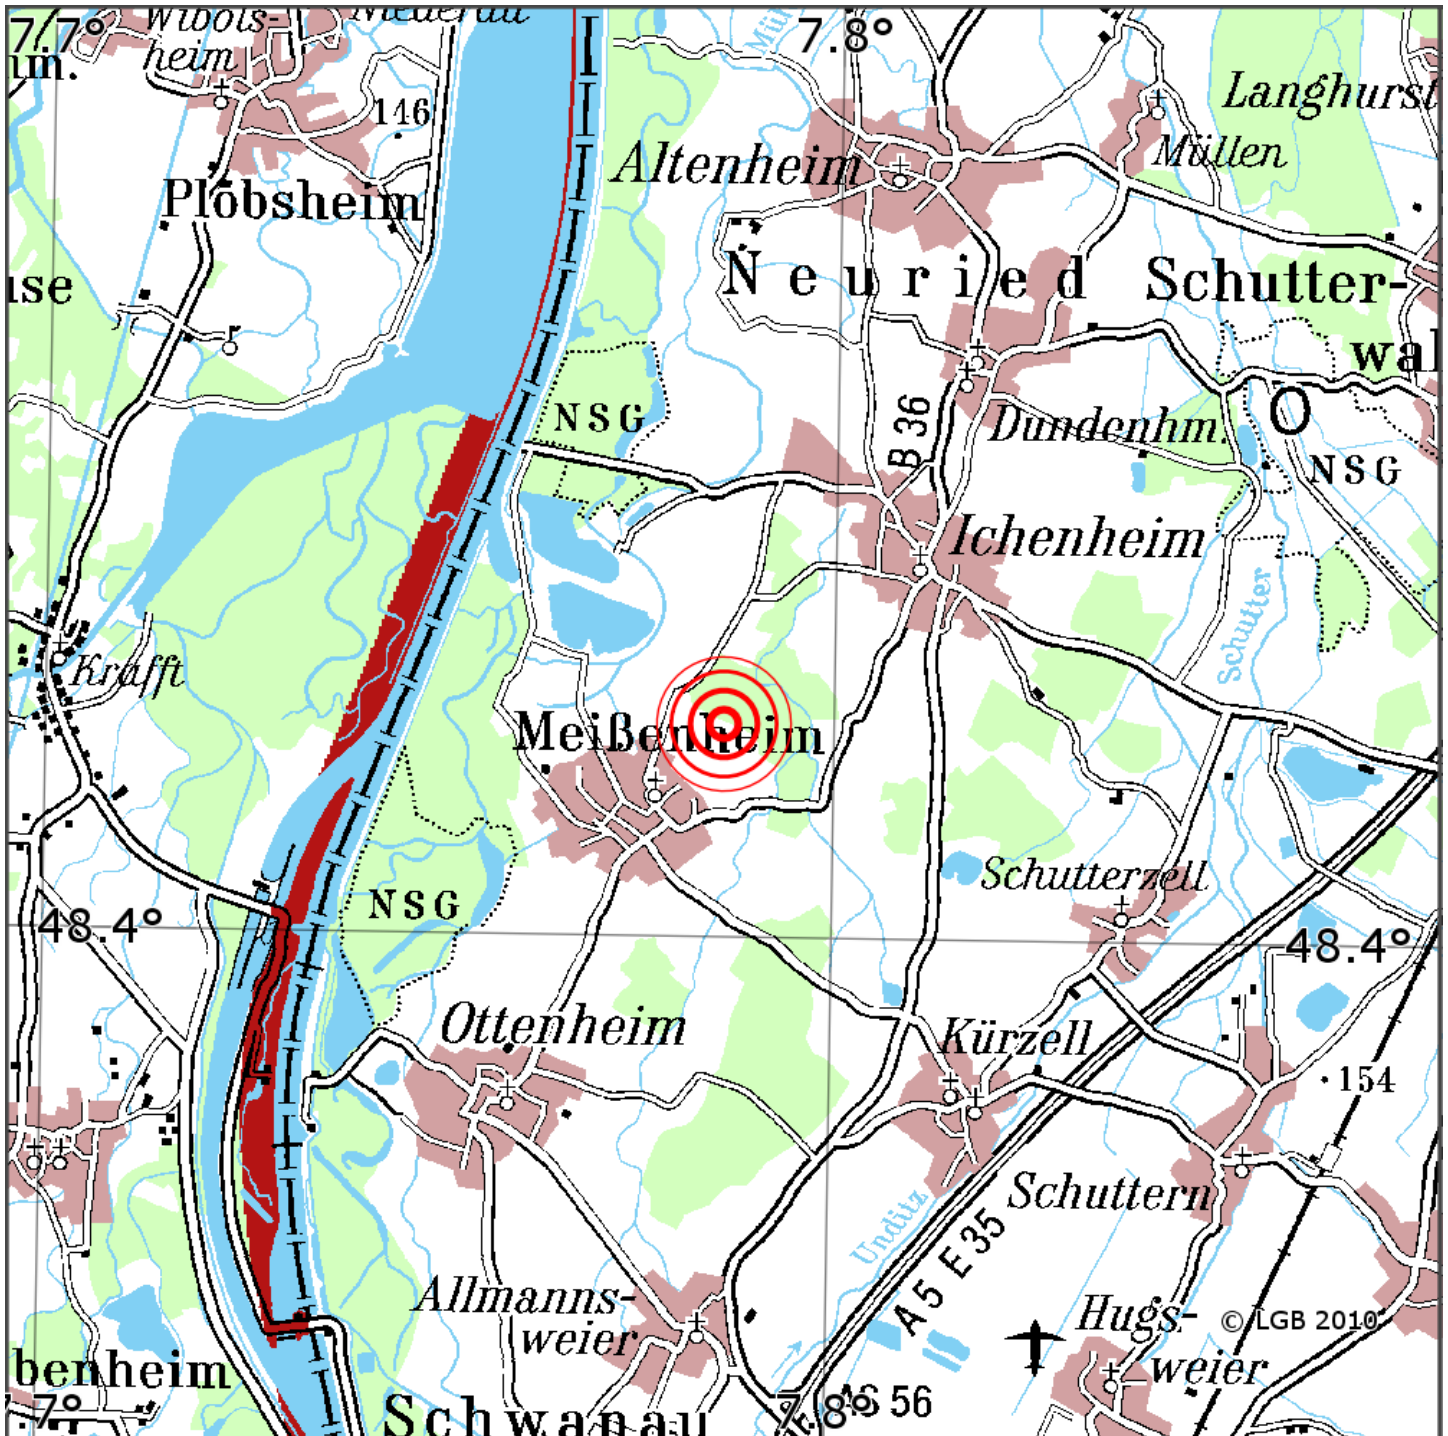 7.7°
Wibols-
heim
7.8°
Langhurst
146
Altenheim
Müllen
Plobsheim
Neuried
Schutter-
wal
NSG
B 36
Dundenhm.
NSG
Ichenheim
Schutter
Krafft
Meißenheim
Schutterzell
NSG
48.4°
48.4°
Ottenheim
Kürzell
154
Schuttern
Unditz
A 5 E 35
Allmanns-
weier
Hugs-
weier
© LGB 2010
benheim
7.8°
AS 56
Schwanau